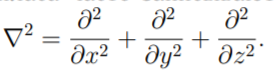 ∇² = ∂²/∂x² + ∂²/∂y² + ∂²/∂z².